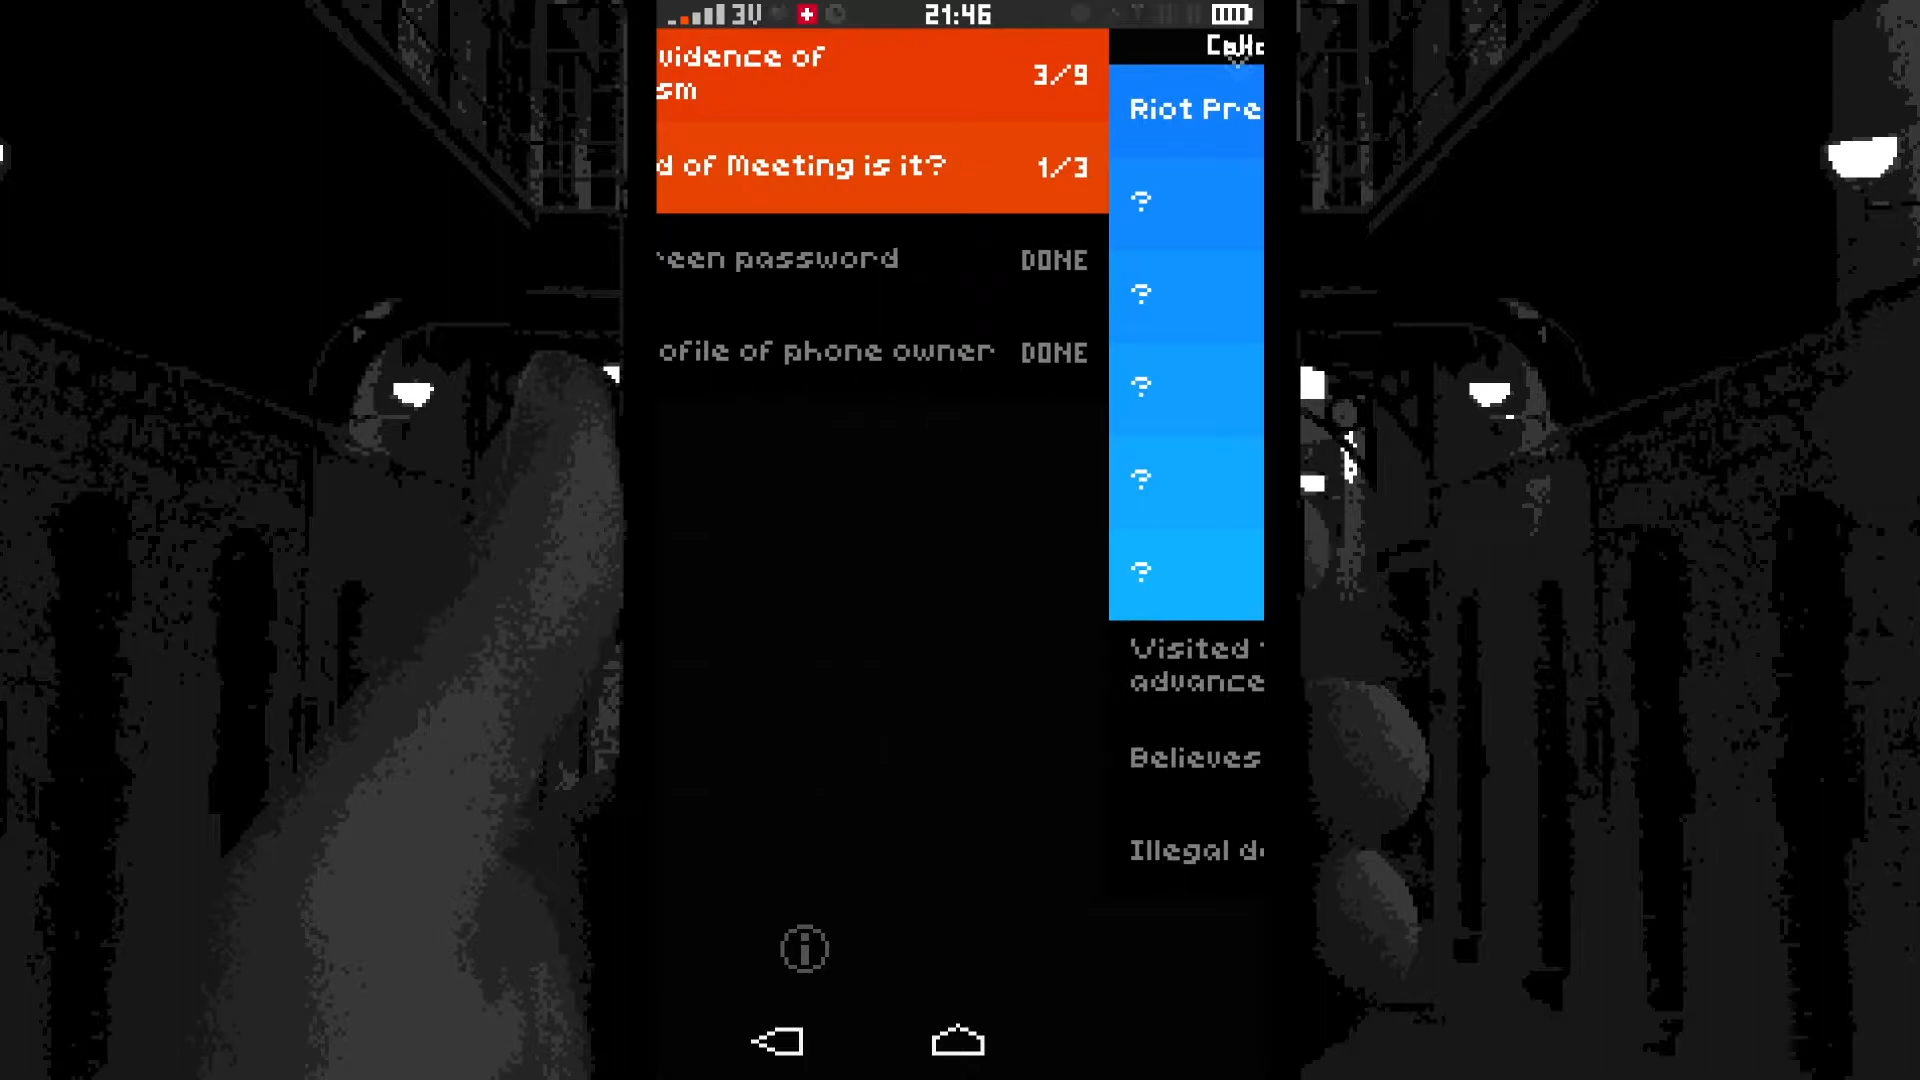 3V
21:46
vidence of
sm
3/9
d of Meeting is it?
1/3
reen password
DONE
ofile of phone owner
DONE
Riot Pre
?
?
?
?
?
Visited
advance
Believes
Illegal d